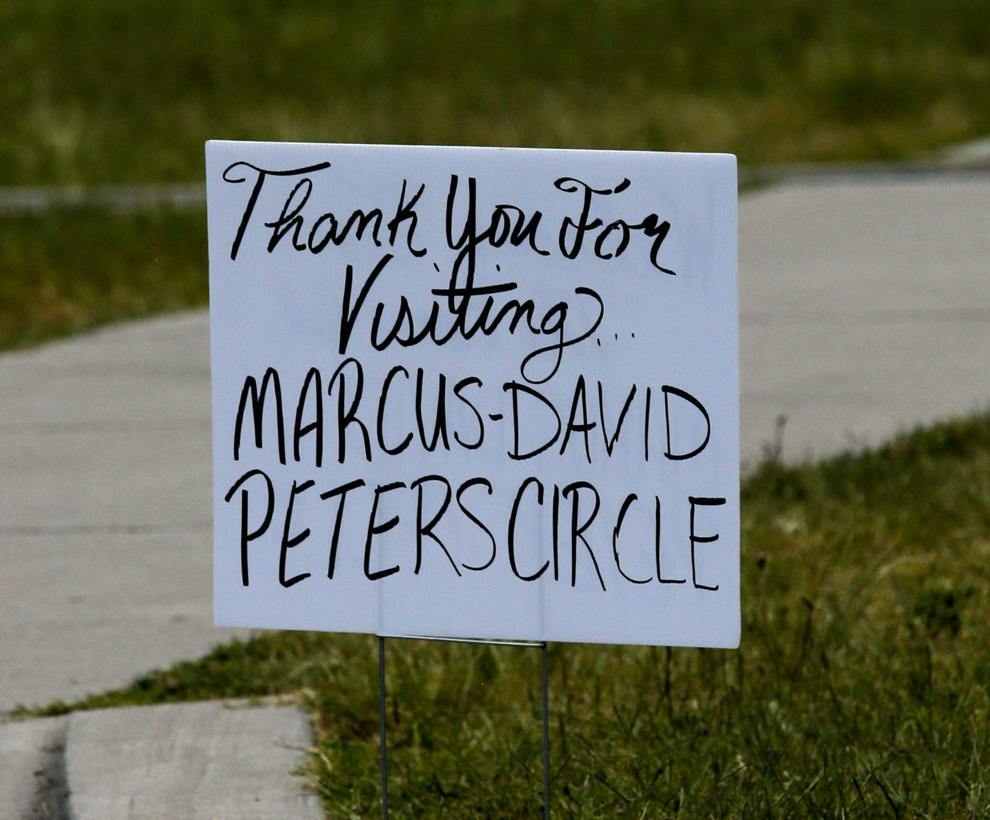 Thank You For
Visiting...
MARCUS-DAVID
PETERS CIRCLE